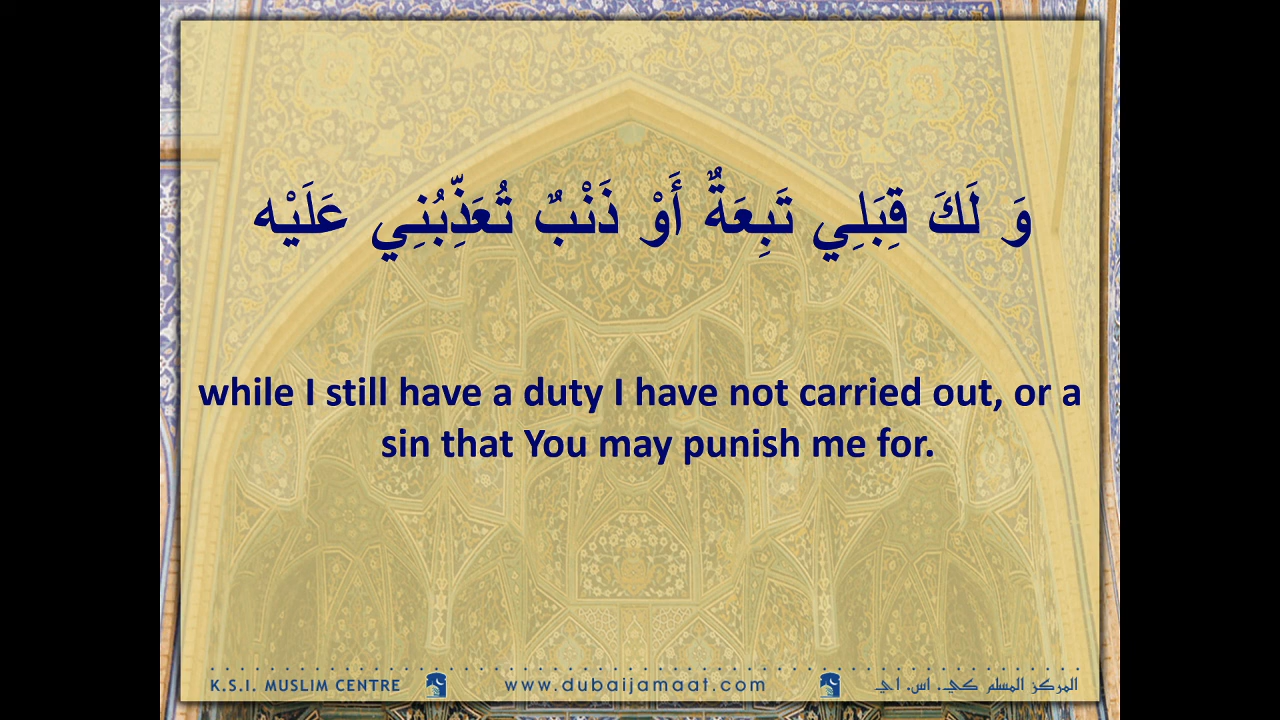 وَ لَكَ قِبَلِي تَبِعَةٌ أَوْ ذَنْبٌ تُعَذِّبُنِي عَلَيْه
while I still have a duty I have not carried out, or a
sin that You may punish me for.
K.S.I. MUSLIM CENTRE www.dubaijamaat.com المركز المسلم كي. اس. اي